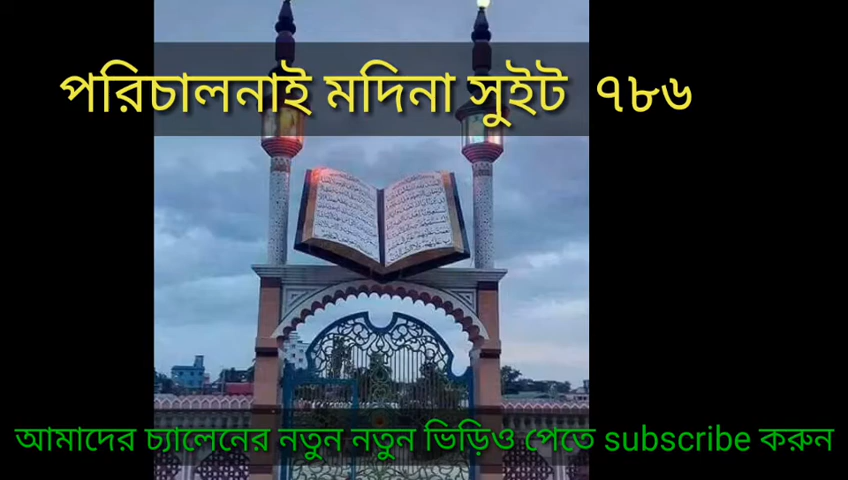 পরিচালনাই মদিনা সুইট ৭৮৬
আমাদের চ্যালেনের নতুন নতুন ভিড়িও পেতে subscribe করুন